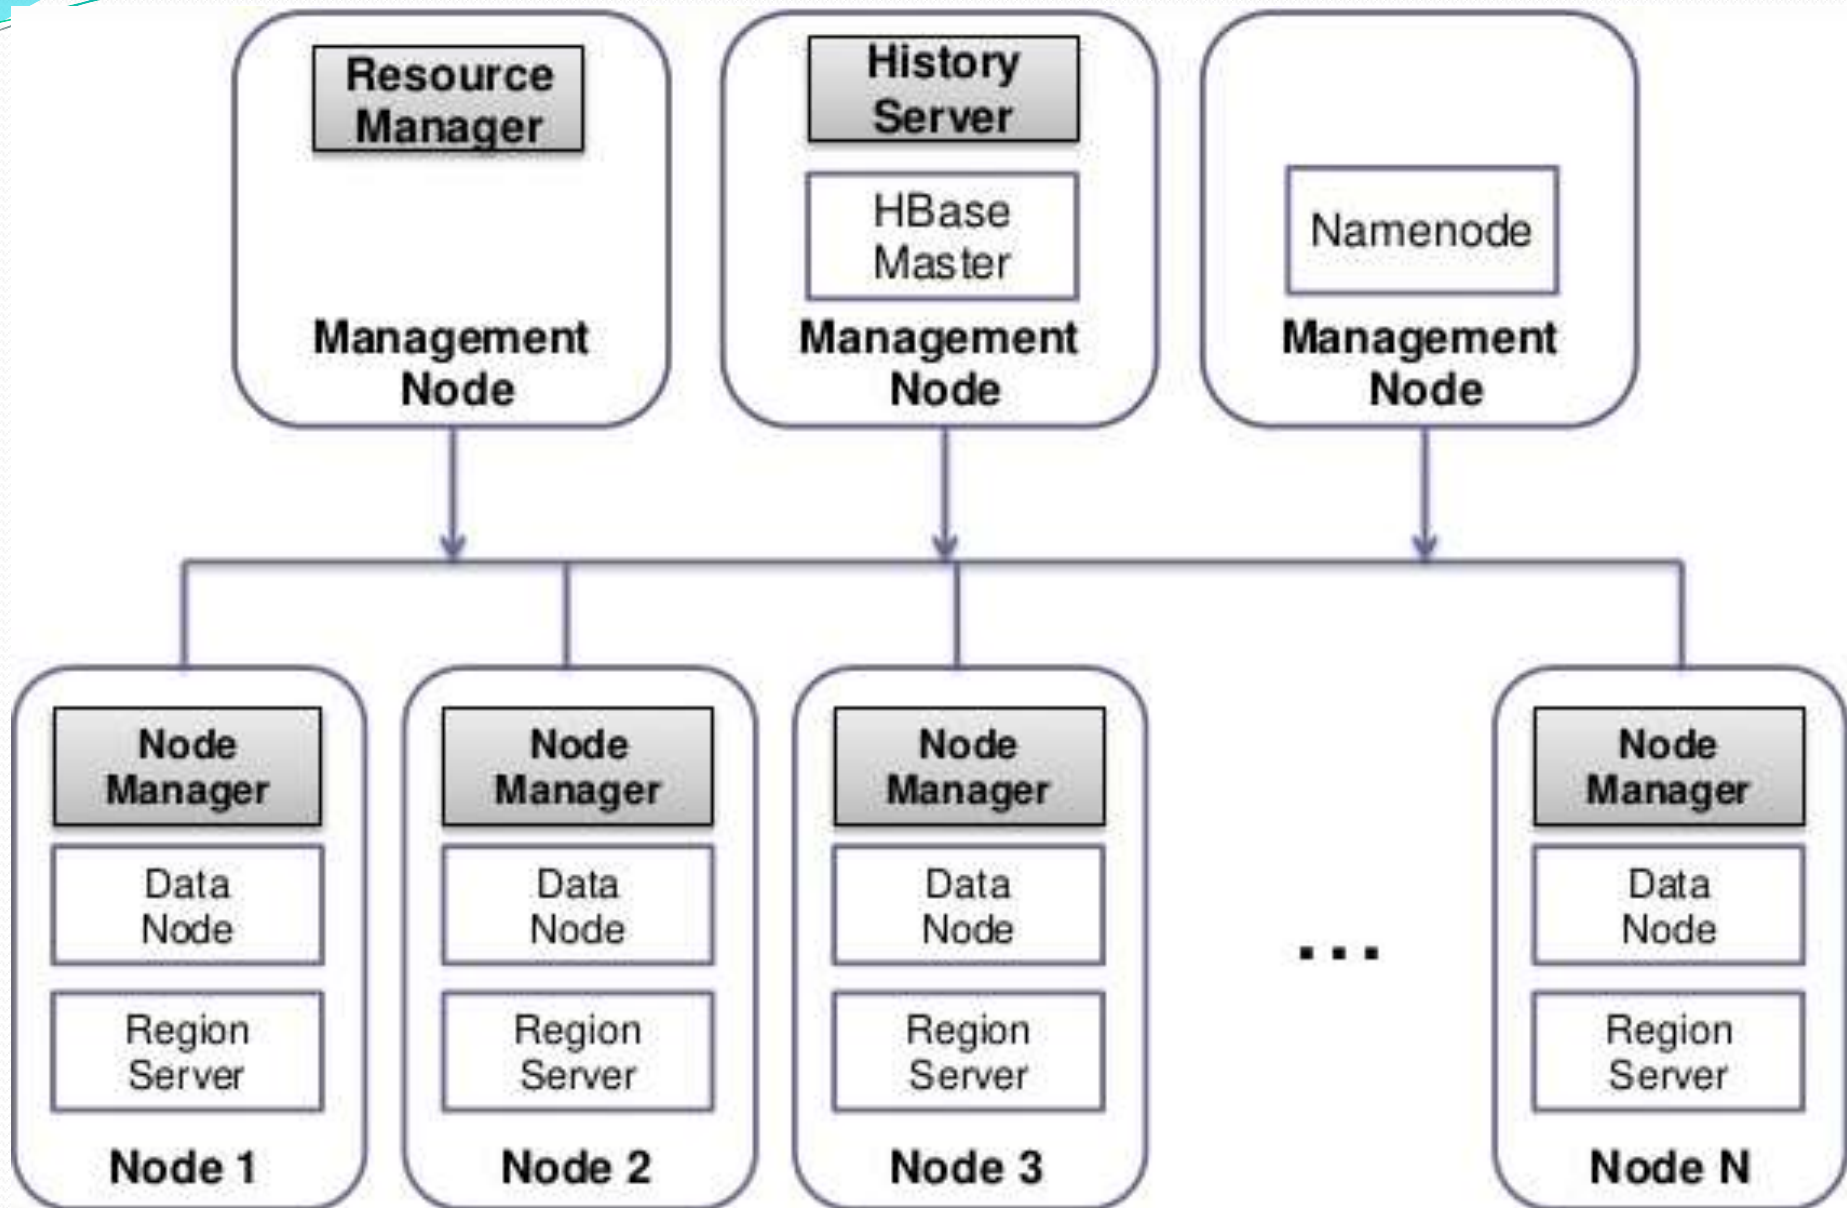 Resource
Manager
Management
Node
History
Server
HBase
Master
Management
Node
Namenode
Management
Node
Node
Manager
Data
Node
Region
Server
Node 1
Node
Manager
Data
Node
Region
Server
Node 2
Node
Manager
Data
Node
Region
Server
Node 3
...
Node
Manager
Data
Node
Region
Server
Node N